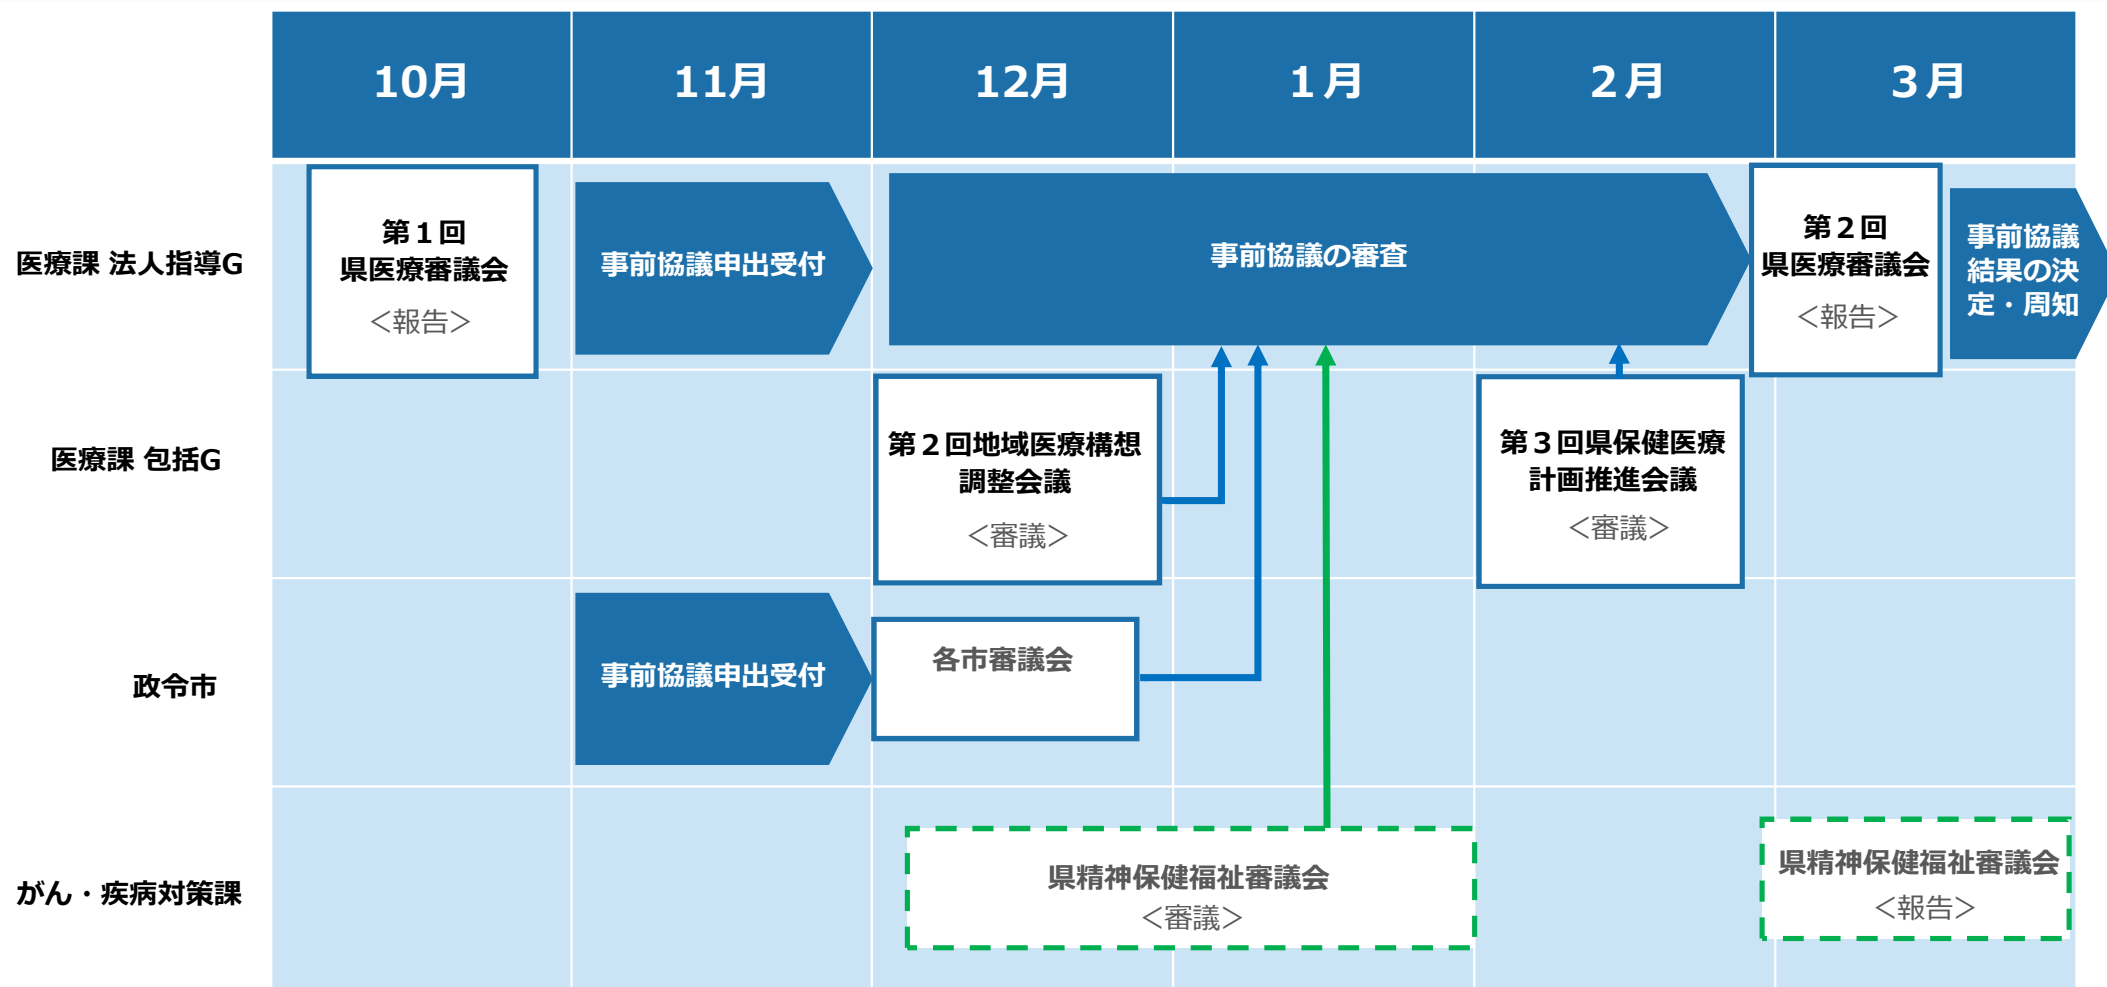 10月
11月
12月
１月
２月
３月
医療課 法人指導G
第１回
県医療審議会
＜報告＞
事前協議申出受付
事前協議の審査
第２回
県医療審議会
＜報告＞
事前協議
結果の決
定・周知
医療課 包括G
第２回地域医療構想
調整会議
＜審議＞
第３回県保健医療
計画推進会議
＜審議＞
政令市
事前協議申出受付
各市審議会
がん・疾病対策課
県精神保健福祉審議会
＜審議＞
県精神保健福祉審議会
＜報告＞